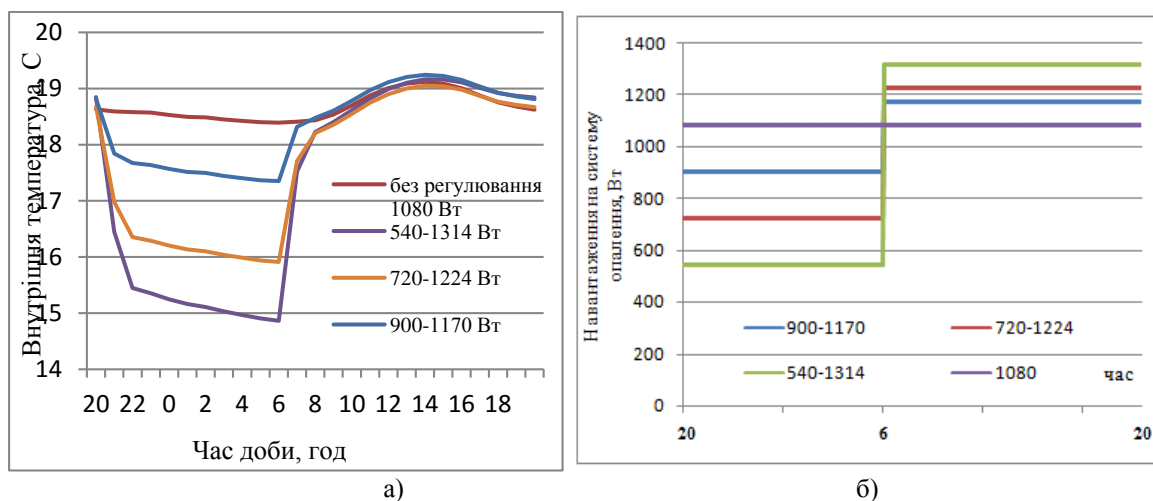 Внутрішня температура, С
20
19
18
17
16
15
14
без регулювання
1080 Вт
540-1314 Вт
720-1224 Вт
900-1170 Вт
20 22 0 2 4 6 8 10 12 14 16 18
Час доби, год
а)
Навантаження на систему
опалення, Вт
1400
1200
1000
800
600
400
200
0
900-1170 720-1224
540-1314 1080 час
20 6 20
б)